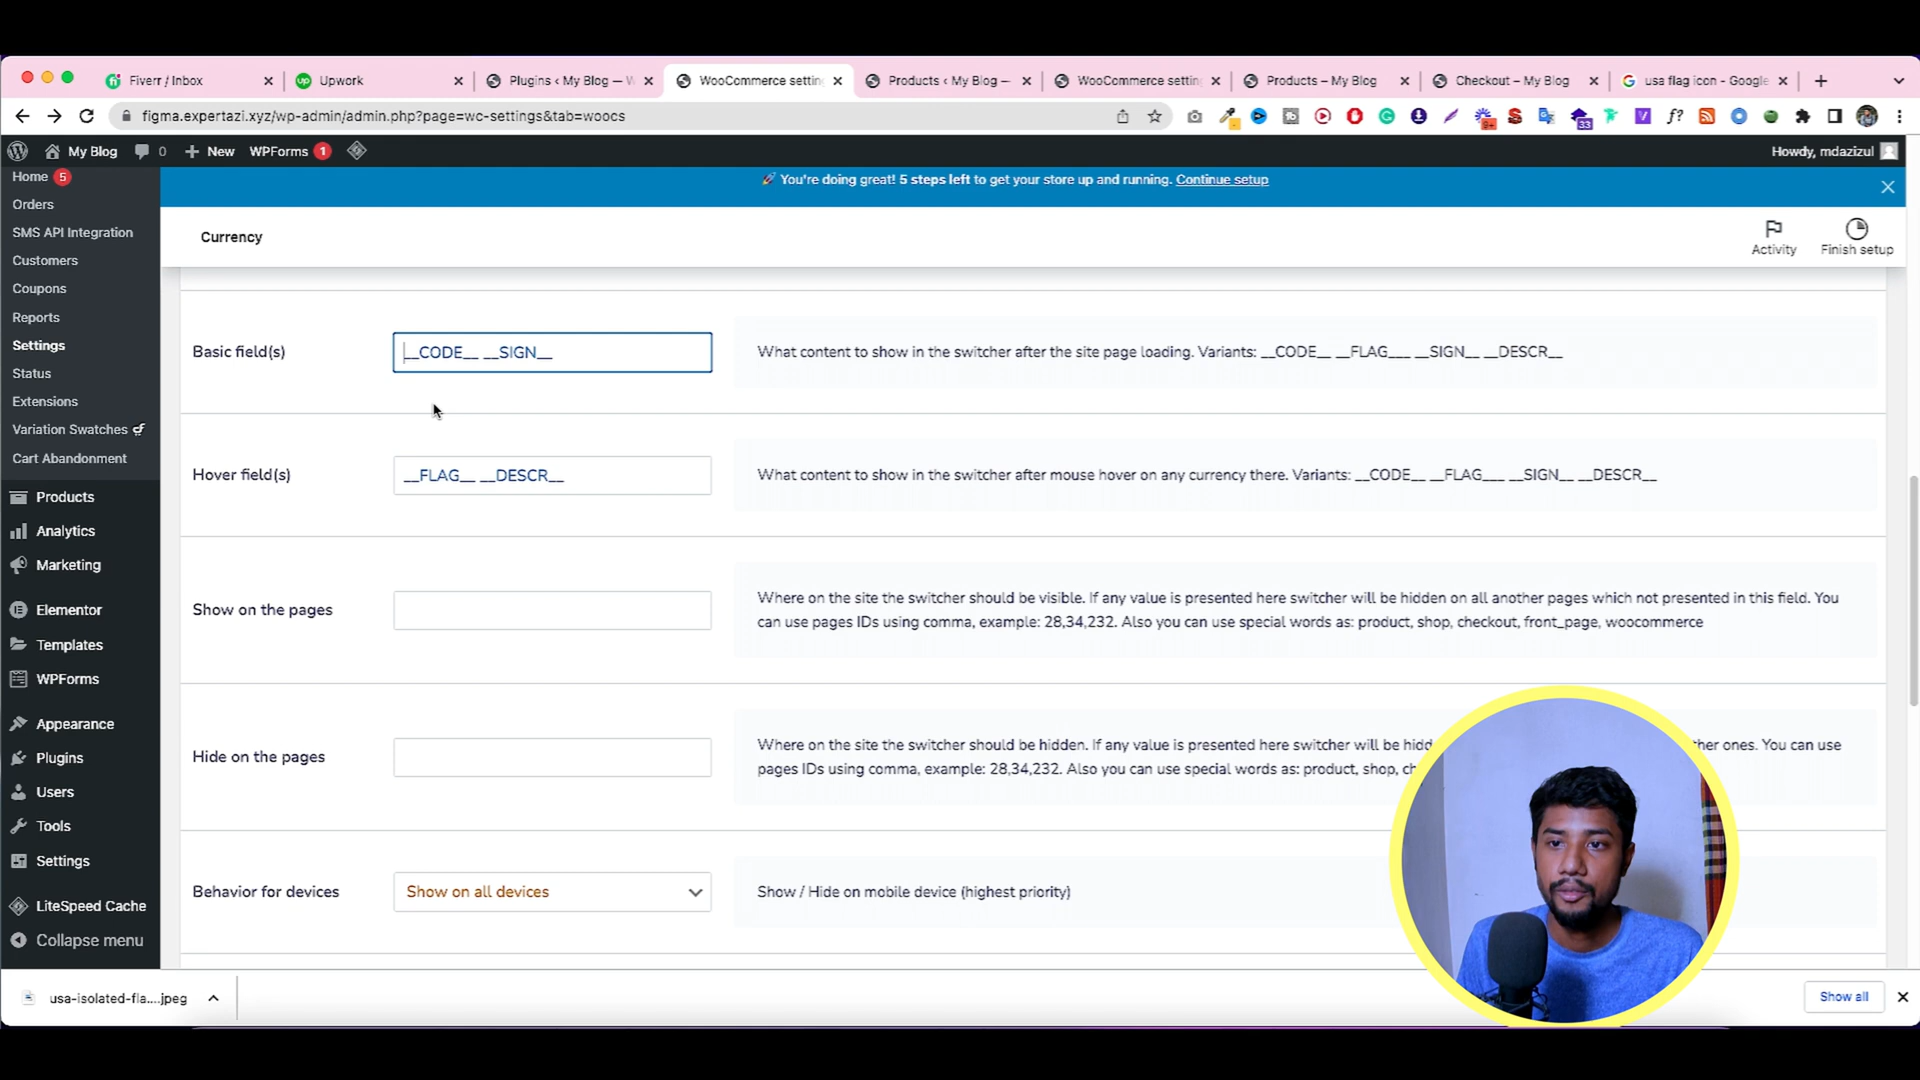 Fiverr / Inbox
Upwork
Plugins ‹ My Blog — W
WooCommerce settin
Products ‹ My Blog —
WooCommerce settin
Products – My Blog
Checkout – My Blog
usa flag icon - Google
figma.expertazi.xyz/wp-admin/admin.php?page=wc-settings&tab=woocs
My Blog
0
New
WPForms 1
Howdy, mdazizul
Home 5
Orders
SMS API Integration
Customers
Coupons
Reports
Settings
Status
Extensions
Variation Swatches
Cart Abandonment
Products
Analytics
Marketing
Elementor
Templates
WPForms
Appearance
Plugins
Users
Tools
Settings
LiteSpeed Cache
Collapse menu
You're doing great! 5 steps left to get your store up and running. Continue setup
Currency
Activity
Finish setup
Basic field(s)
__CODE__ __SIGN__
What content to show in the switcher after the site page loading. Variants: __CODE__ __FLAG___ __SIGN__ __DESCR__
Hover field(s)
__FLAG__ __DESCR__
What content to show in the switcher after mouse hover on any currency there. Variants: __CODE__ __FLAG___ __SIGN__ __DESCR__
Show on the pages
Where on the site the switcher should be visible. If any value is presented here switcher will be hidden on all another pages which not presented in this field. You
can use pages IDs using comma, example: 28,34,232. Also you can use special words as: product, shop, checkout, front_page, woocommerce
Hide on the pages
Where on the site the switcher should be hidden. If any value is presented here switcher will be hidd ther ones. You can use
pages IDs using comma, example: 28,34,232. Also you can use special words as: product, shop, ch
Behavior for devices
Show on all devices
Show / Hide on mobile device (highest priority)
usa-isolated-fla....jpeg
Show all